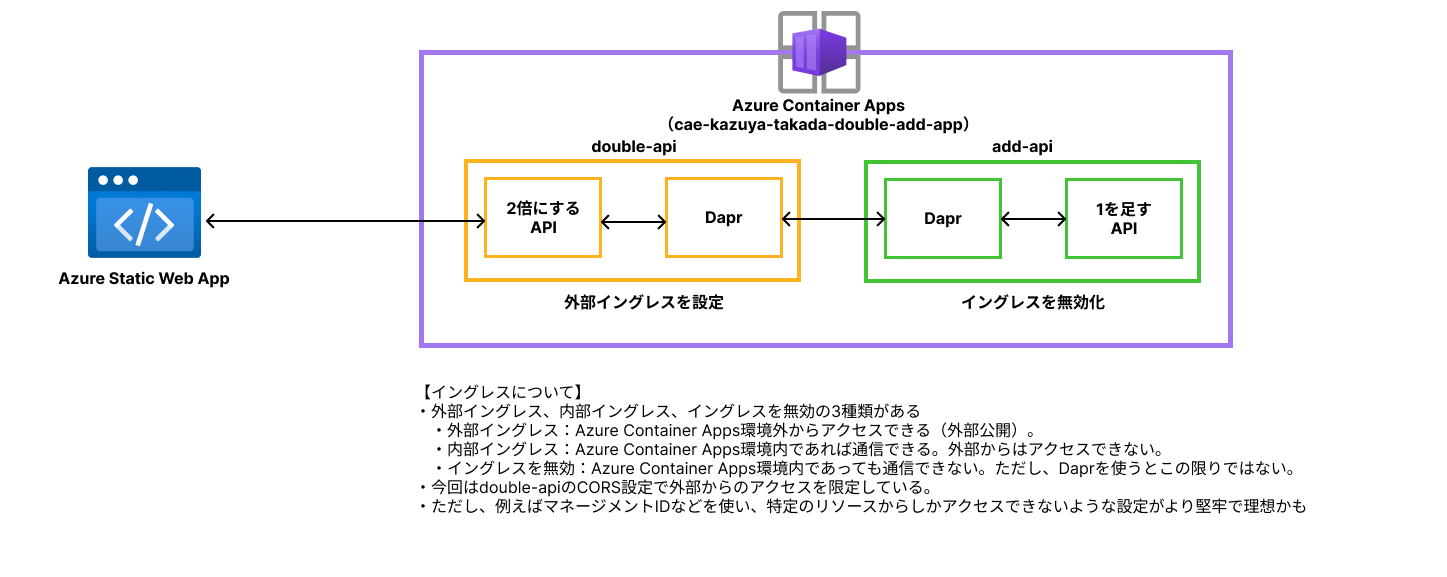 Azure Container Apps
（cae-kazuya-takada-double-add-app）
double-api
add-api
2倍にする
API
Dapr
Dapr
1を足す
API
Azure Static Web App
外部イングレスを設定
イングレスを無効化
【イングレスについて】
・外部イングレス、内部イングレス、イングレスを無効の3種類がある
・外部イングレス：Azure Container Apps環境外からアクセスできる（外部公開）。
・内部イングレス：Azure Container Apps環境内であれば通信できる。外部からはアクセスできない。
・イングレスを無効：Azure Container Apps環境内であっても通信できない。ただし、Daprを使うとこの限りではない。
・今回はdouble-apiのCORS設定で外部からのアクセスを限定している。
・ただし、例えばマネージメントIDなどを使い、特定のリソースからしかアクセスできないような設定がより堅牢で理想かも